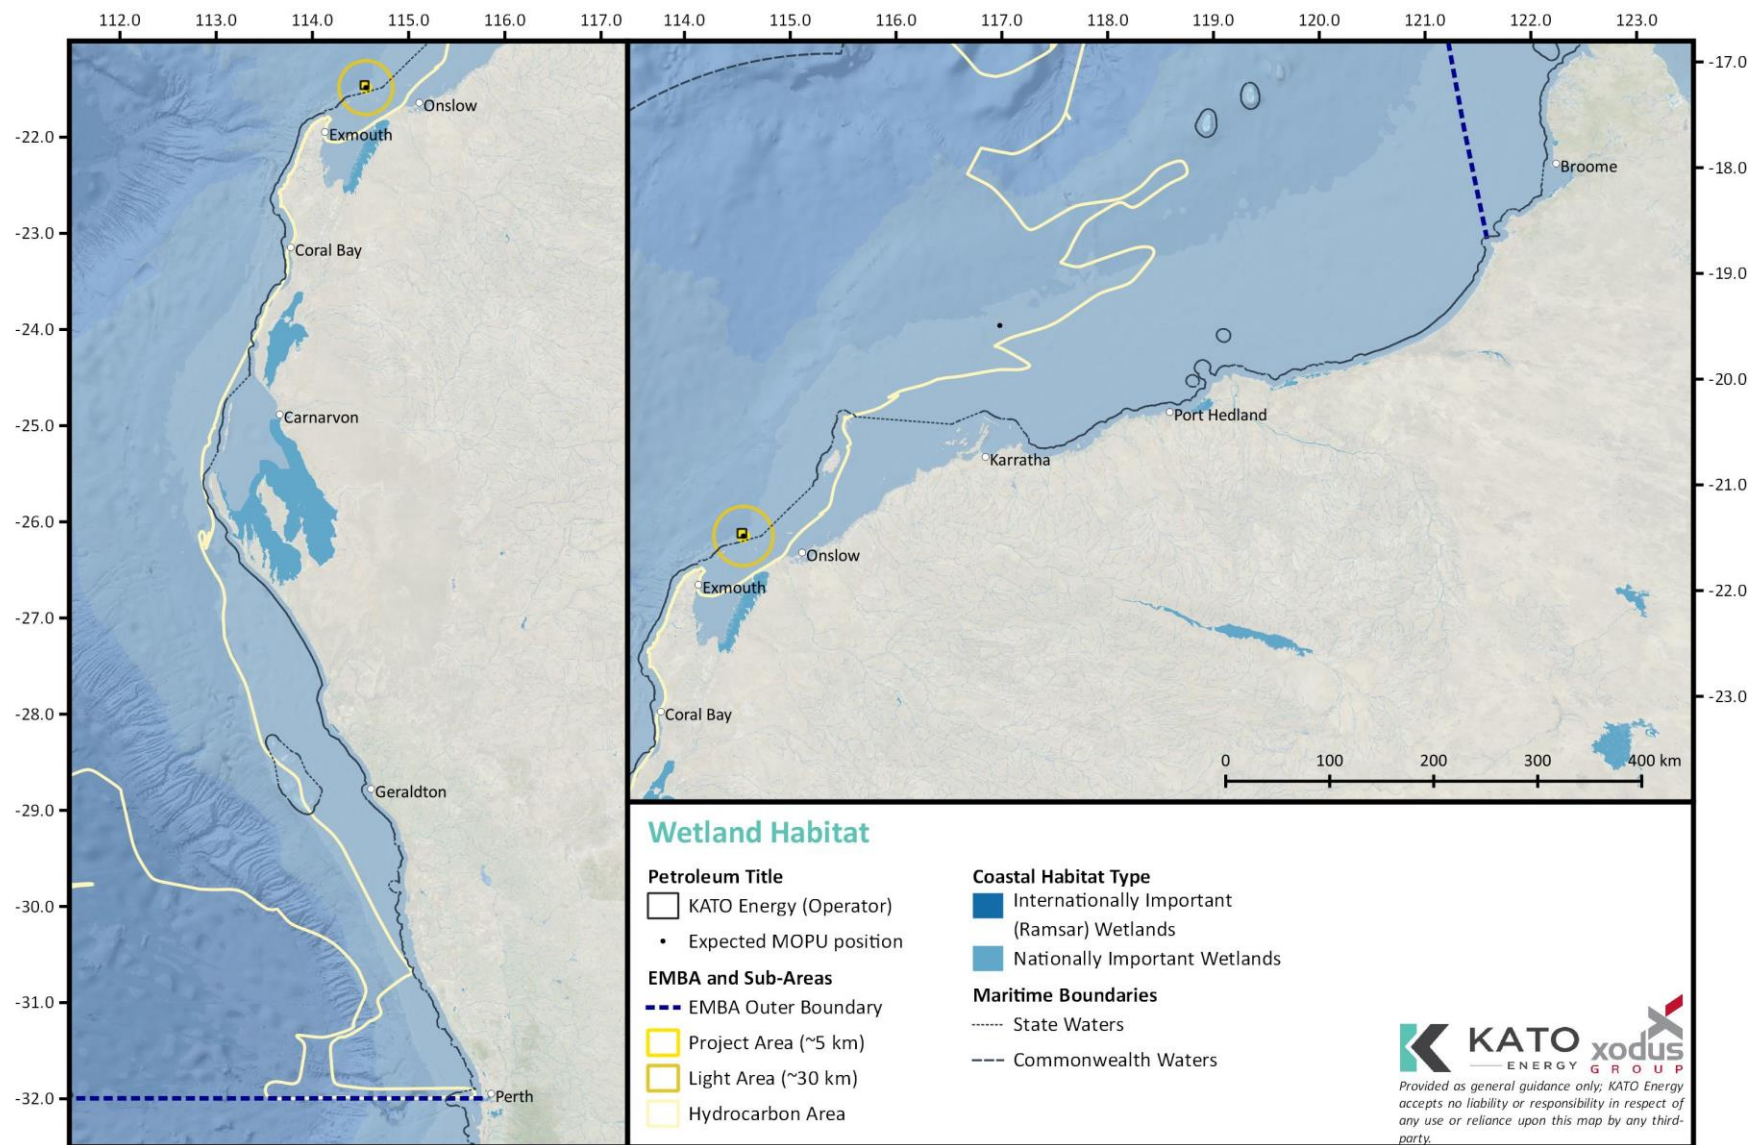 112.0 113.0 114.0 115.0 116.0 117.0
114.0 115.0 116.0 117.0 118.0 119.0 120.0 121.0 122.0 123.0
-22.0
-23.0
-24.0
-25.0
-26.0
-27.0
-28.0
-29.0
-30.0
-31.0
-32.0
Onslow
Exmouth
Coral Bay
Carnarvon
Geraldton
Perth
Broome
Port Hedland
Karratha
Onslow
Exmouth
Coral Bay
-17.0
-18.0
-19.0
-20.0
-21.0
-22.0
-23.0
0 100 200 300 400 km
Wetland Habitat
Petroleum Title
KATO Energy (Operator)
Expected MOPU position
EMBA and Sub-Areas
EMBA Outer Boundary
Project Area (~5 km)
Light Area (~30 km)
Hydrocarbon Area
Coastal Habitat Type
Internationally Important
(Ramsar) Wetlands
Nationally Important Wetlands
Maritime Boundaries
State Waters
Commonwealth Waters
KATO
ENERGY
xodus
GROUP
Provided as general guidance only; KATO Energy
accepts no liability or responsibility in respect of
any use or reliance upon this map by any third-
party.